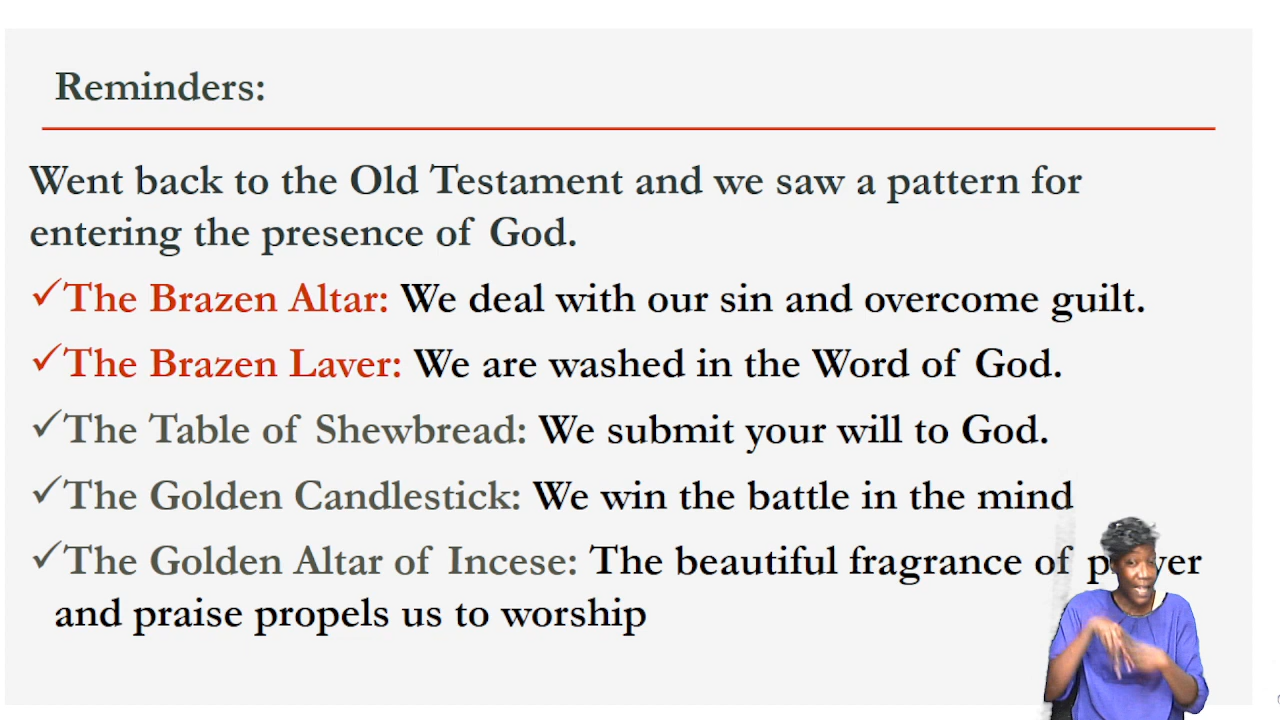 Reminders:
Went back to the Old Testament and we saw a pattern for
entering the presence of God.
✓The Brazen Altar: We deal with our sin and overcome guilt.
✓The Brazen Laver: We are washed in the Word of God.
✓The Table of Shewbread: We submit your will to God.
✓The Golden Candlestick: We win the battle in the mind
✓The Golden Altar of Incese: The beautiful fragrance of
and praise propels us to worship